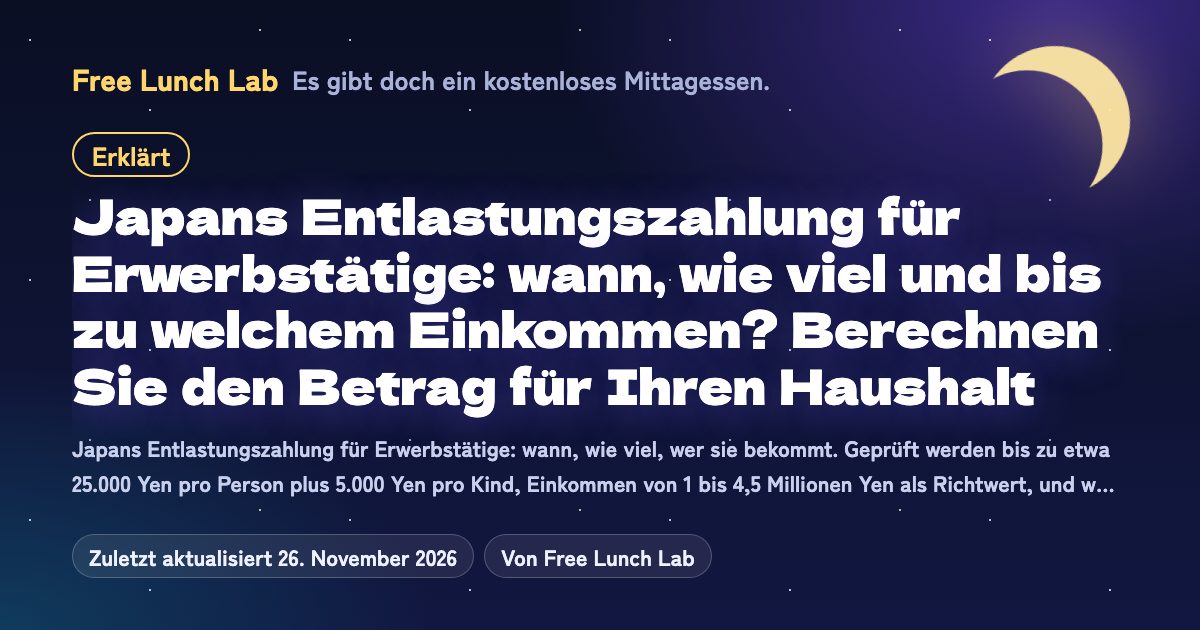 Free Lunch Lab Es gibt doch ein kostenloses Mittagessen.
Erklärt
Japans Entlastungszahlung für
Erwerbstätige: wann, wie viel und bis
zu welchem Einkommen? Berechnen
Sie den Betrag für Ihren Haushalt
Japans Entlastungszahlung für Erwerbstätige: wann, wie viel, wer sie bekommt. Geprüft werden bis zu etwa
25.000 Yen pro Person plus 5.000 Yen pro Kind, Einkommen von 1 bis 4,5 Millionen Yen als Richtwert, und w…
Zuletzt aktualisiert 26. November 2026 Von Free Lunch Lab